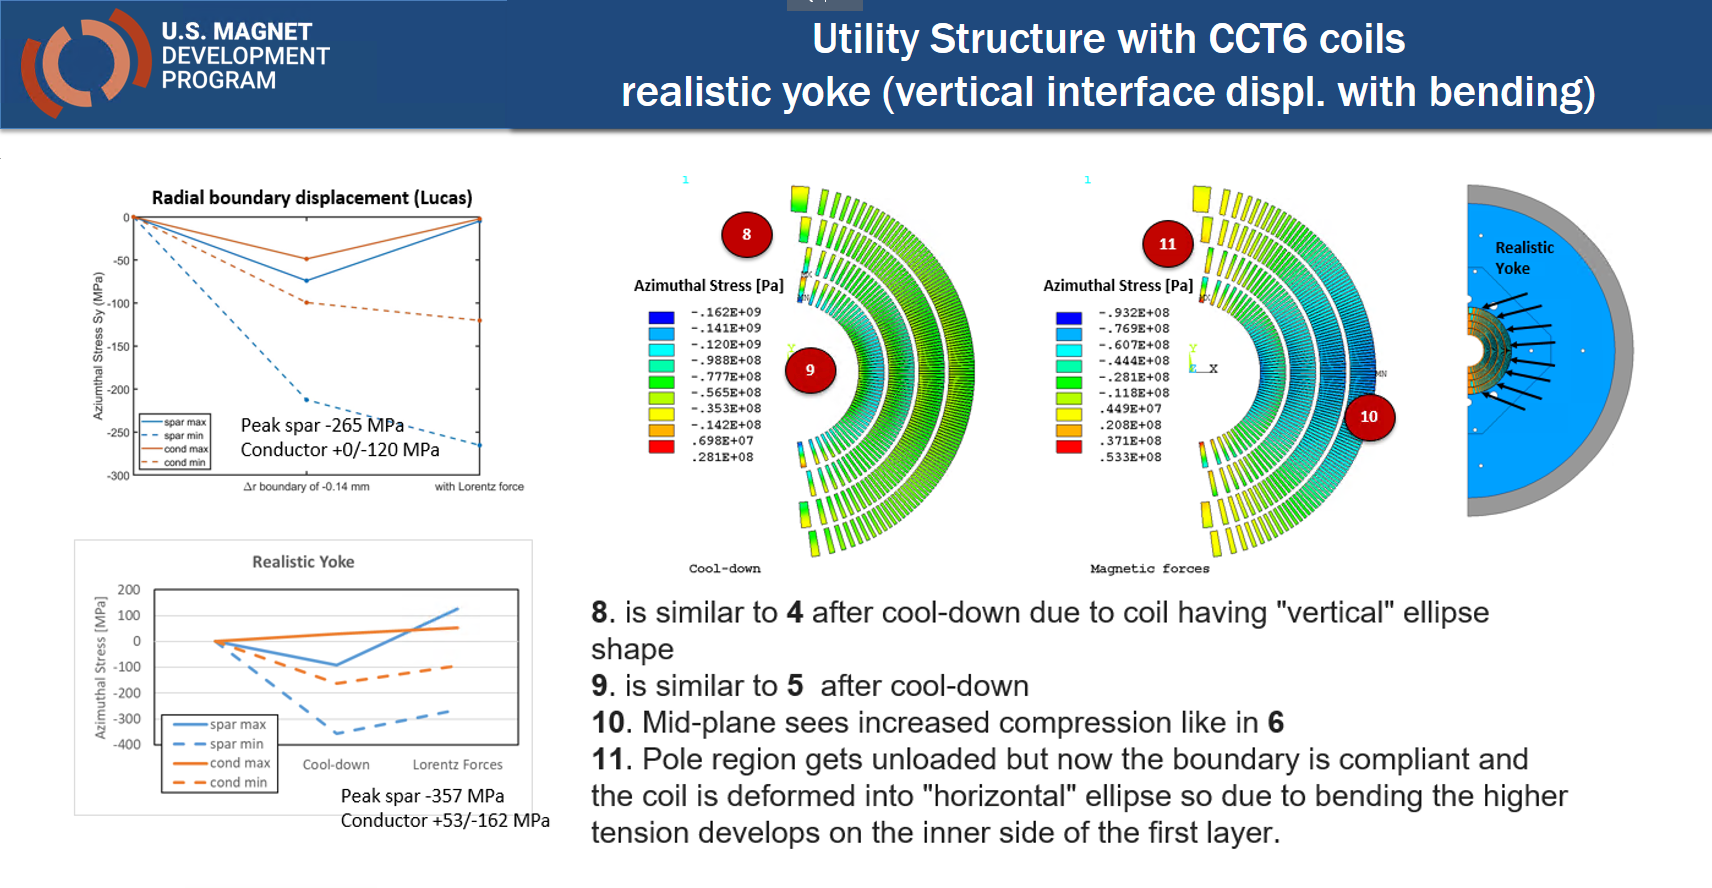 U.S. MAGNET
DEVELOPMENT
PROGRAM
Utility Structure with CCT6 coils
realistic yoke (vertical interface displ. with bending)
Radial boundary displacement (Lucas)
Aziumthal Stress Sy (MPa)
0
-50
-100
-150
-200
-250
-300
spar max
spar min
cond max
cond min
Peak spar -265 MPa
Conductor +0/-120 MPa
Δr boundary of -0.14 mm
with Lorentz force
Realistic Yoke
Azimuthal Stress [MPa]
200
100
0
-100
-200
-300
-400
spar max
spar min
cond max
cond min
Cool-down
Lorentz Forces
Peak spar -357 MPa
Conductor +53/-162 MPa
1
8
Azimuthal Stress [Pa]
-.162E+09
-.141E+09
-.120E+09
-.988E+08
-.777E+08
-.565E+08
-.353E+08
-.142E+08
.698E+07
.281E+08
MX
MN
Y
9
Cool-down
1
11
Azimuthal Stress [Pa]
-.932E+08
-.769E+08
-.607E+08
-.444E+08
-.281E+08
-.118E+08
.449E+07
.208E+08
.371E+08
.533E+08
MX
Y
Z
X
MN
10
Magnetic forces
Realistic
Yoke
8. is similar to 4 after cool-down due to coil having "vertical" ellipse
shape
9. is similar to 5 after cool-down
10. Mid-plane sees increased compression like in 6
11. Pole region gets unloaded but now the boundary is compliant and
the coil is deformed into "horizontal" ellipse so due to bending the higher
tension develops on the inner side of the first layer.